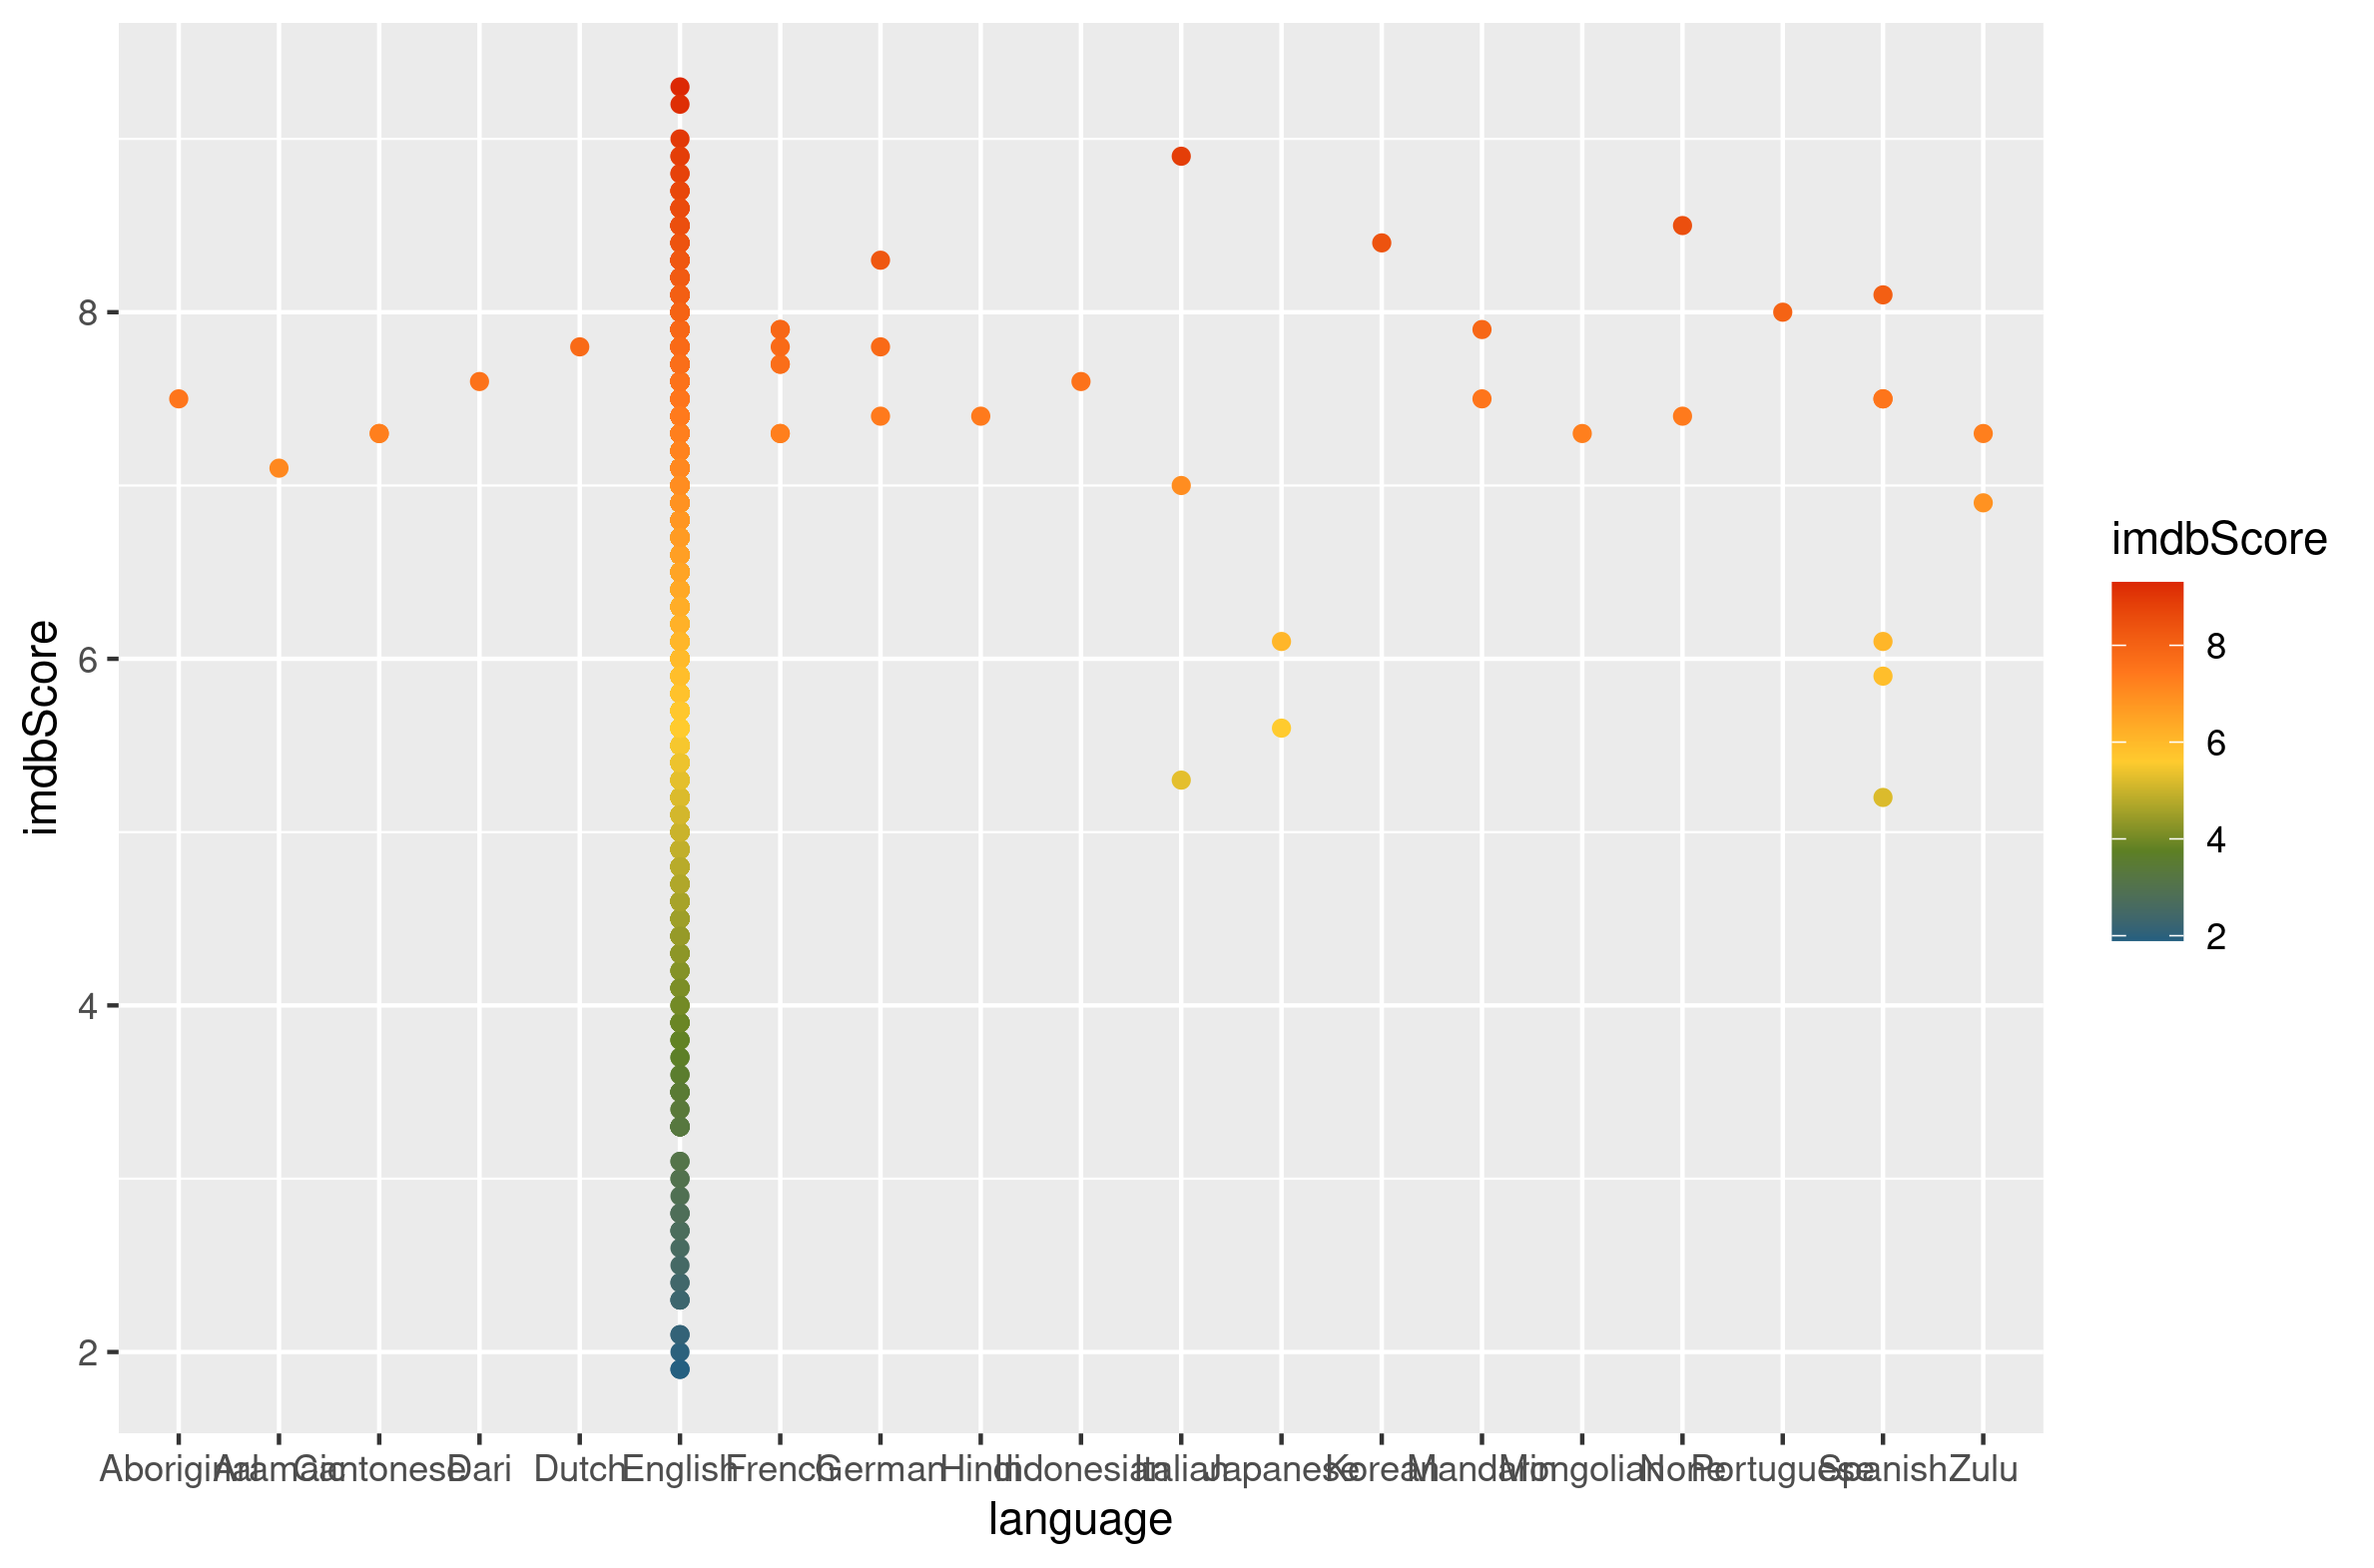 imdbScore
8
6
4
2
Aboriginal Aramaic Cantonese Dari Dutch English French German Hindi Indonesian Italian Japanese Korean Mandarin Mongolian None Portuguese Spanish Zulu
language
imdbScore
8
6
4
2